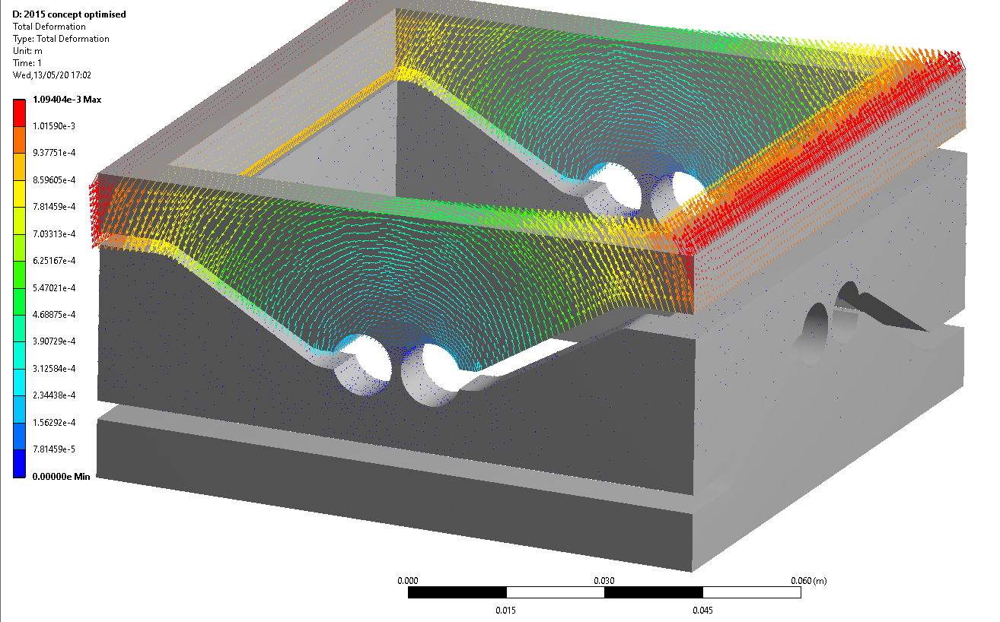 D: 2015 concept optimised
Total Deformation
Type: Total Deformation
Unit: m
Time: 1
Wed,13/05/20 17:02
1.09404e-3 Max
1.01590e-3
9.37751e-4
8.59605e-4
7.81459e-4
7.03313e-4
6.25167e-4
5.47021e-4
4.68875e-4
3.90729e-4
3.12584e-4
2.34438e-4
1.56292e-4
7.81459e-5
0.00000e Min
0.000 0.030 0.060 (m)
0.015 0.045